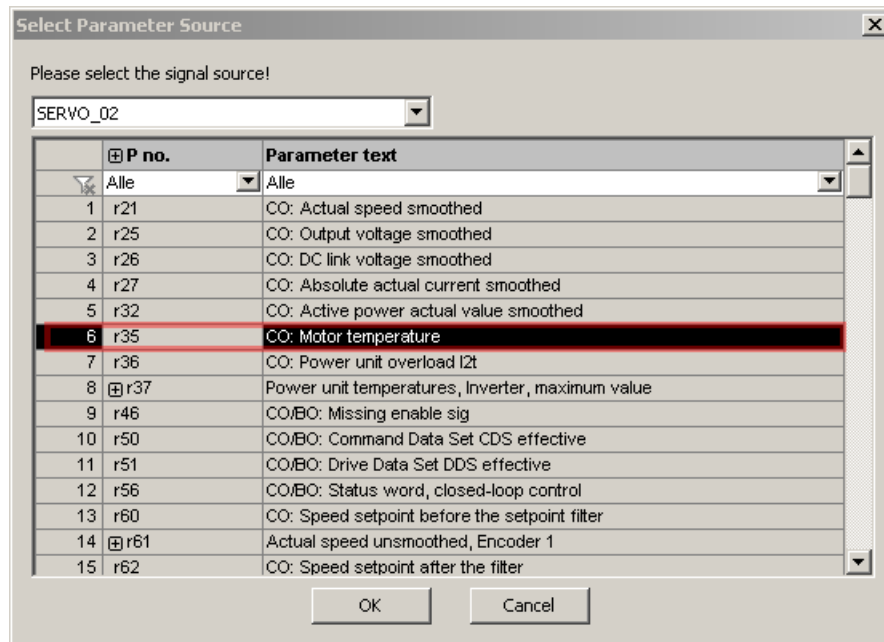 Select Parameter Source
Please select the signal source!
SERVO_02
P no. Parameter text
Alle Alle
1 r21 CO: Actual speed smoothed
2 r25 CO: Output voltage smoothed
3 r26 CO: DC link voltage smoothed
4 r27 CO: Absolute actual current smoothed
5 r32 CO: Active power actual value smoothed
6 r35 CO: Motor temperature
7 r36 CO: Power unit overload I2t
8 r37 Power unit temperatures, Inverter, maximum value
9 r46 CO/BO: Missing enable sig
10 r50 CO/BO: Command Data Set CDS effective
11 r51 CO/BO: Drive Data Set DDS effective
12 r56 CO/BO: Status word, closed-loop control
13 r60 CO: Speed setpoint before the setpoint filter
14 r61 Actual speed unsmoothed, Encoder 1
15 r62 CO: Speed setpoint after the filter
OK Cancel